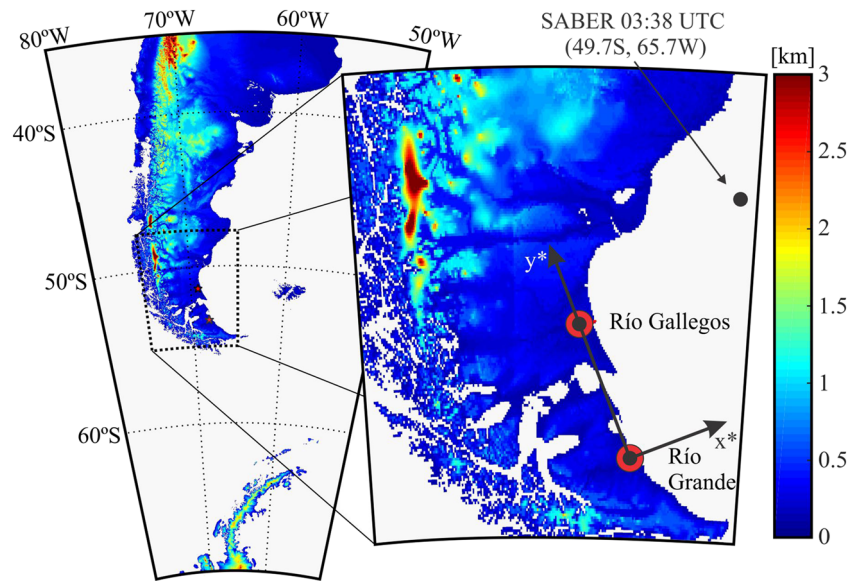 80ºW
70ºW
60ºW
50ºW
40ºS
50ºS
60ºS
SABER 03:38 UTC
(49.7S, 65.7W)
[km]
3
2.5
2
1.5
1
0.5
0
y*
Río Gallegos
x*
Río
Grande